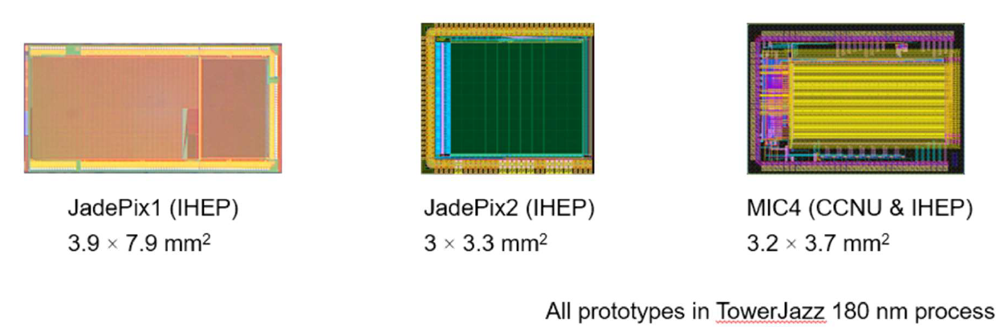 JadePix1 (IHEP)
3.9 × 7.9 mm²
JadePix2 (IHEP)
3 × 3.3 mm²
MIC4 (CCNU & IHEP)
3.2 × 3.7 mm²
All prototypes in TowerJazz 180 nm process